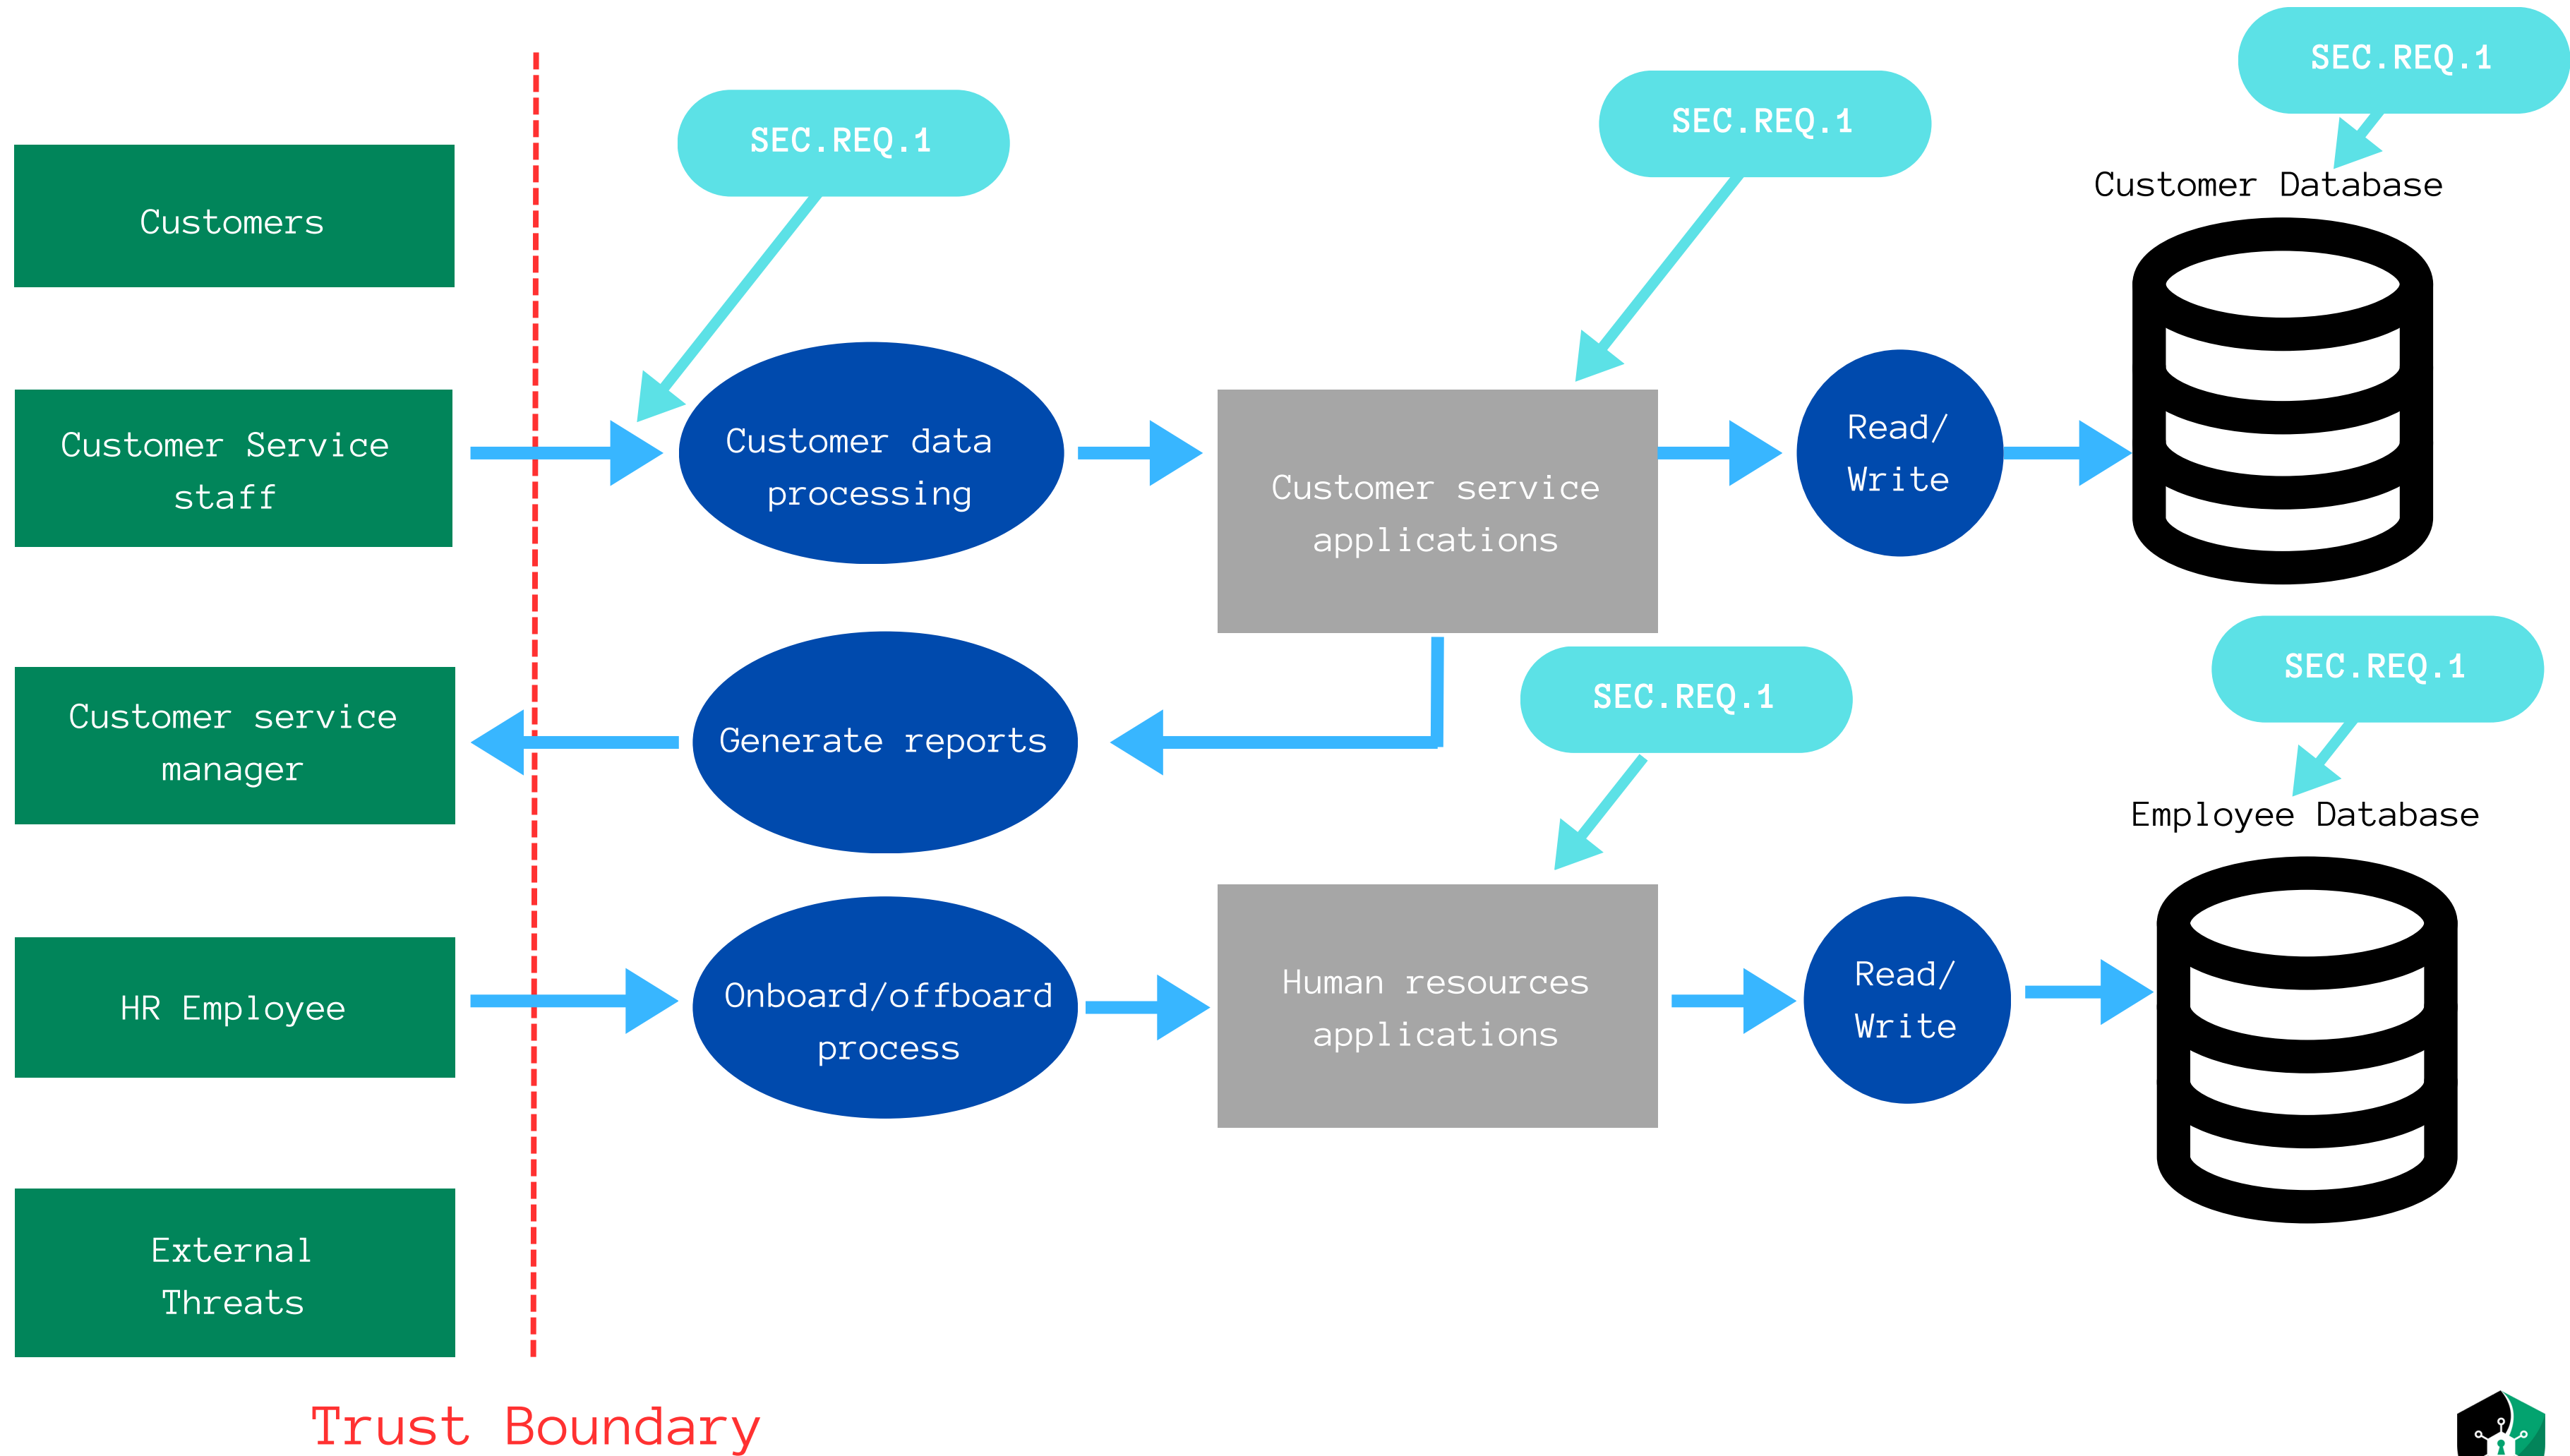 SEC.REQ.1
SEC.REQ.1
SEC.REQ.1
Customer Database
Customers
Customer Service
staff
Customer data
processing
Customer service
applications
Read/
Write
SEC.REQ.1
SEC.REQ.1
Customer service
manager
Generate reports
Employee Database
HR Employee
Onboard/offboard
process
Human resources
applications
Read/
Write
External
Threats
Trust Boundary